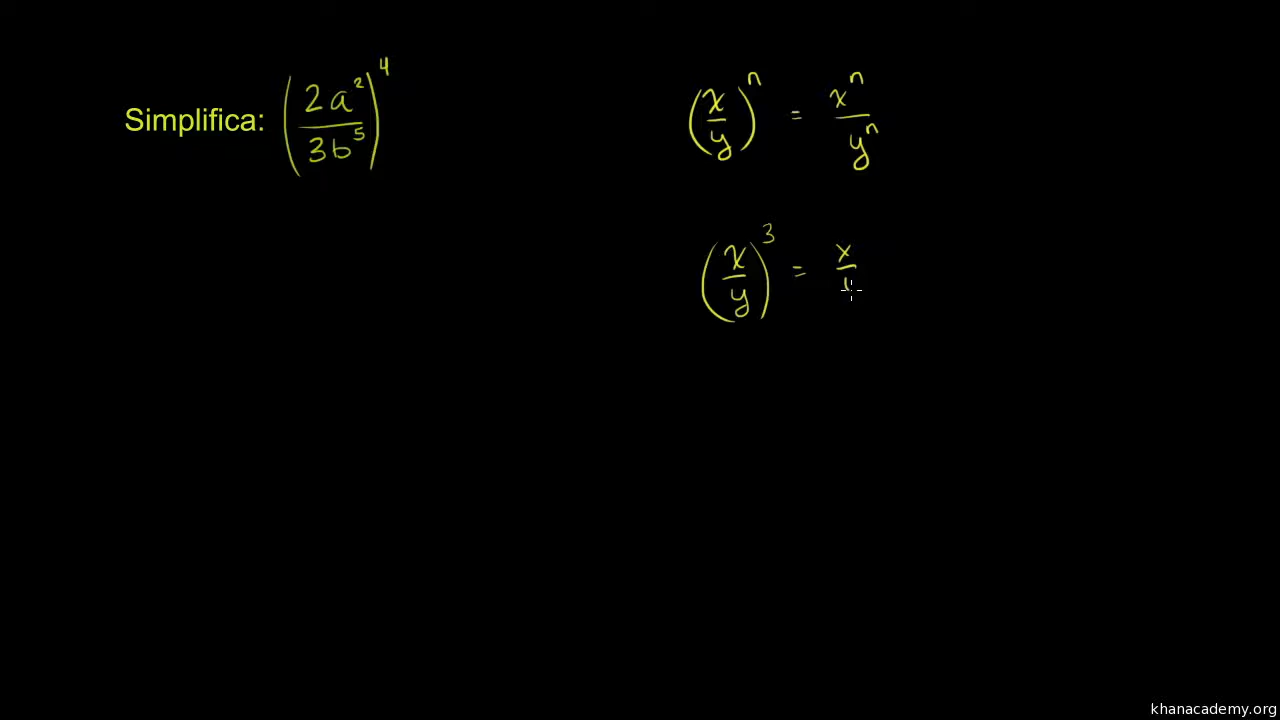 Simplifica: (2a²/3b⁵)⁴
(x/y)ⁿ = xⁿ/yⁿ
(x/y)³ = x/
khanacademy.org